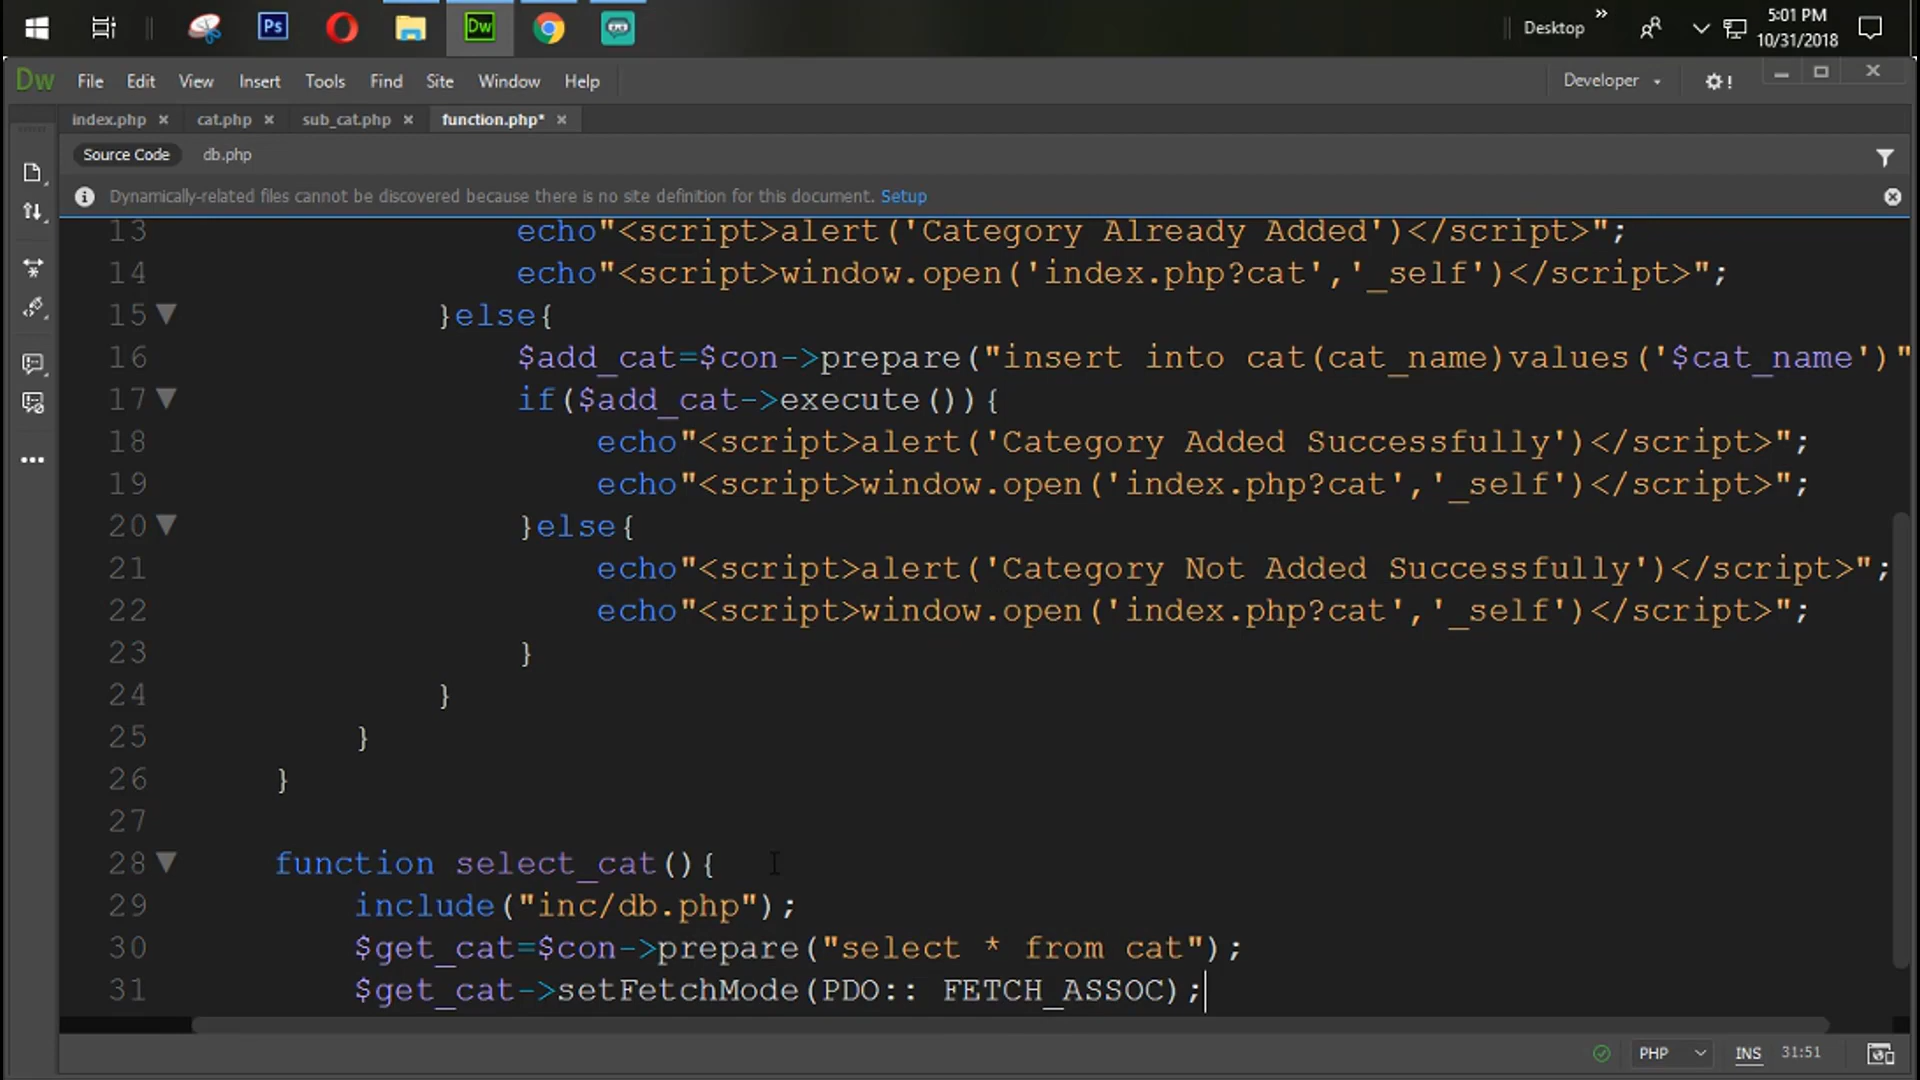 Ps
Dw
Desktop
»
5:01 PM
10/31/2018
Dw File Edit View Insert Tools Find Site Window Help
Developer
!
index.php × cat.php × sub_cat.php × function.php* ×
Source Code db.php
Dynamically-related files cannot be discovered because there is no site definition for this document. Setup
13 echo"<script>alert('Category Already Added')</script>";
14 echo"<script>window.open('index.php?cat','_self')</script>";
15 }else{
16 $add_cat=$con->prepare("insert into cat(cat_name)values('$cat_name')"
17 if($add_cat->execute()){
18 echo"<script>alert('Category Added Successfully')</script>";
19 echo"<script>window.open('index.php?cat','_self')</script>";
20 }else{
21 echo"<script>alert('Category Not Added Successfully')</script>";
22 echo"<script>window.open('index.php?cat','_self')</script>";
23 }
24 }
25 }
26 }
27
28 function select_cat(){
29 include("inc/db.php");
30 $get_cat=$con->prepare("select * from cat");
31 $get_cat->setFetchMode(PDO:: FETCH_ASSOC);
PHP INS 31:51